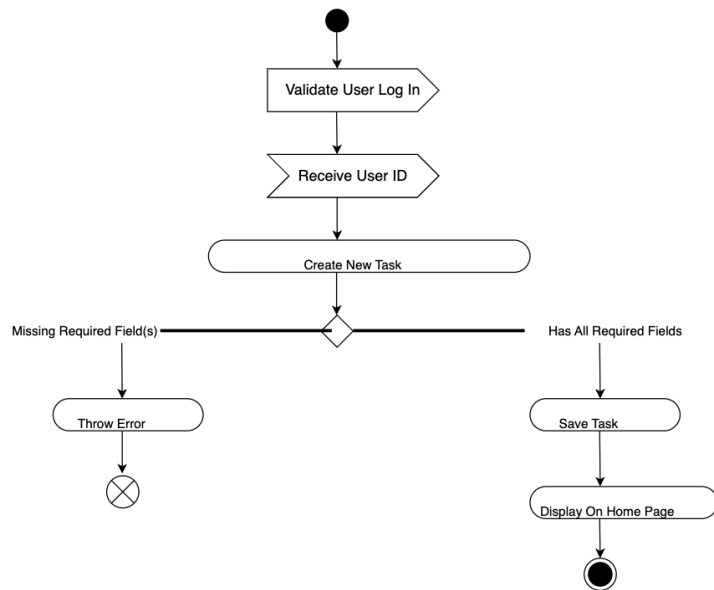 Validate User Log In
Receive User ID
Create New Task
Missing Required Field(s)
Has All Required Fields
Throw Error
Save Task
Display On Home Page